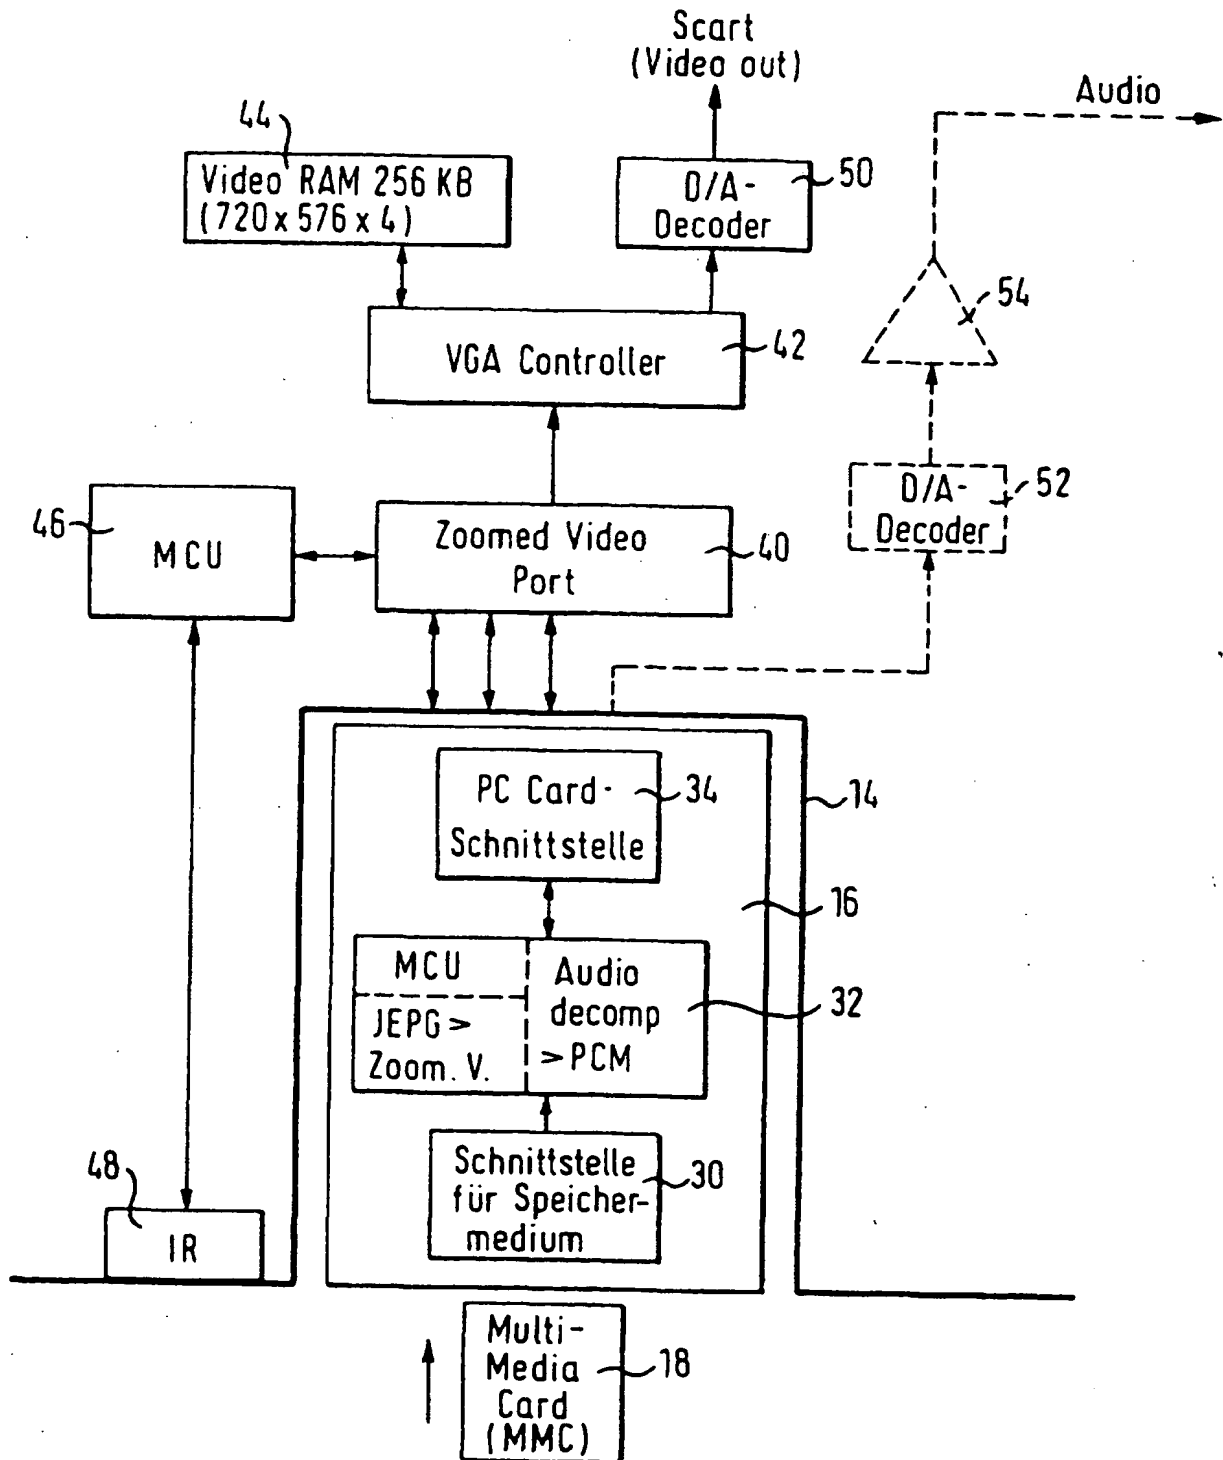 Scart
(Video out)
Audio
44
Video RAM 256 KB
(720 x 576 x 4)
D/A-
Decoder
50
54
VGA Controller
42
D/A-
Decoder
52
46
MCU
Zoomed Video
Port
40
PC Card-
Schnittstelle
34
14
16
MCU
JEPG >
Zoom. V.
Audio
decomp
> PCM
32
Schnittstelle
für Speicher-
medium
30
48
IR
Multi-
Media
Card
(MMC)
18